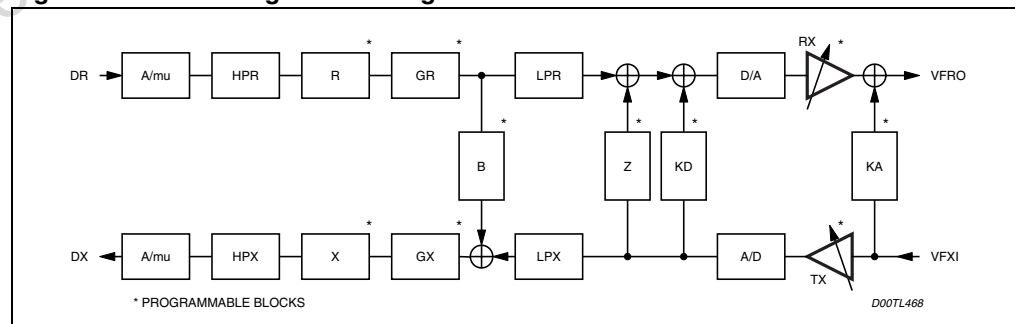 RX
* * * *
DR A/mu HPR R GR LPR D/A VFRO
* * * *
B Z KD KA
* * * *
DX A/mu HPX X GX LPX A/D VFXI
TX
* PROGRAMMABLE BLOCKS D00TL468